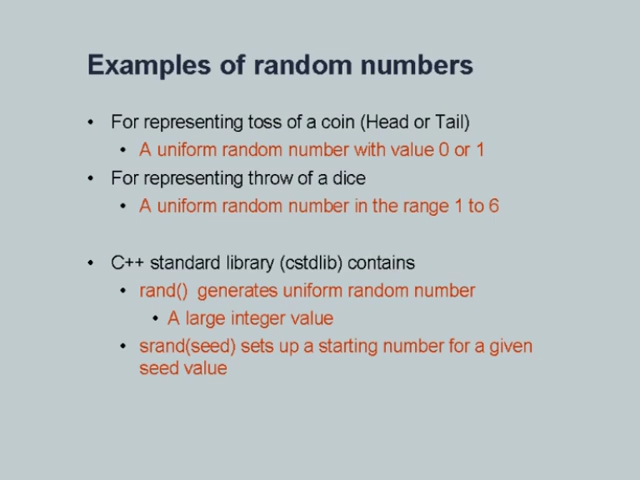 Examples of random numbers
• For representing toss of a coin (Head or Tail)
• A uniform random number with value 0 or 1
• For representing throw of a dice
• A uniform random number in the range 1 to 6
• C++ standard library (cstdlib) contains
• rand()  generates uniform random number
• A large integer value
• srand(seed) sets up a starting number for a given
seed value